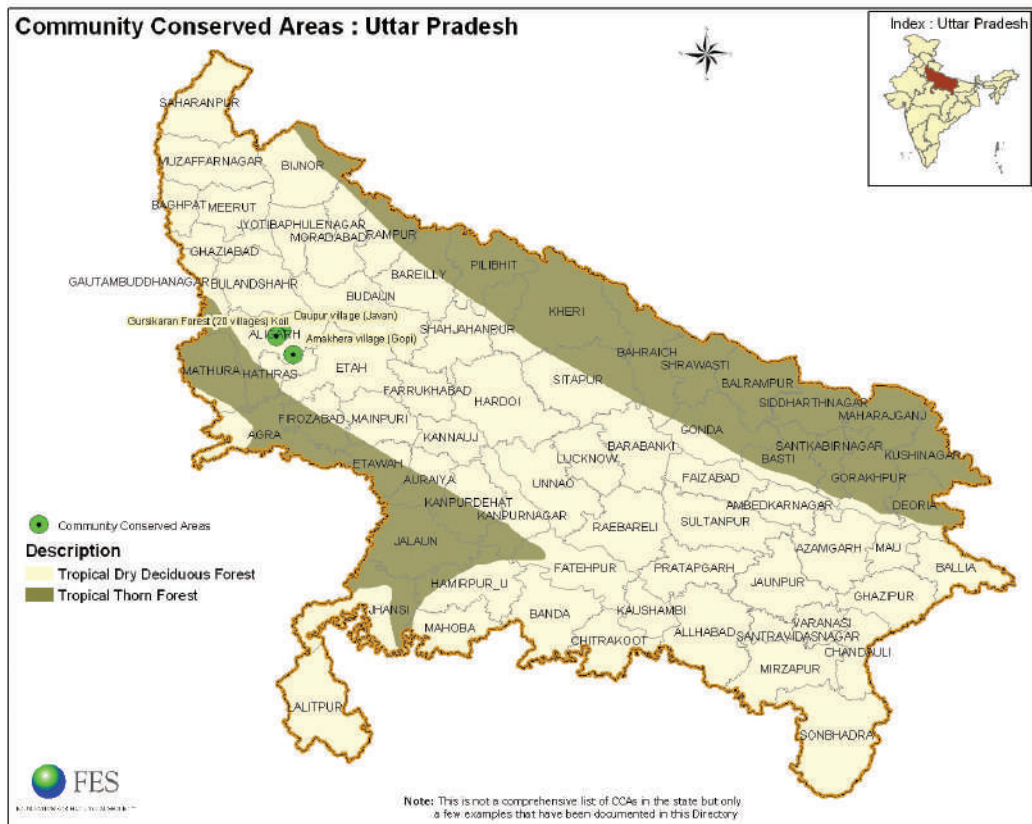 Community Conserved Areas : Uttar Pradesh
Index : Uttar Pradesh
SAHARANPUR
MUZAFFARNAGAR
BIJNOR
BAGHPAT
MEERUT
JYOTIBAPHULENAGAR
MORADABAD
RAMPUR
GHAZIABAD
BAREILLY
PILIBHIT
GAUTAMBUDDHANAGAR
BULANDSHAHR
BUDAUN
KHERI
Daupur village (Javan)
Gursikaran Forest (20 villages) Koil
ALIGARH
SHAHJAHANPUR
Amakhera village (Gopi)
BAHRAICH
SHRAWASTI
MATHURA
HATHRAS
ETAH
SITAPUR
BALRAMPUR
FARRUKHABAD
HARDOI
SIDDHARTHNAGAR
MAHARAJGANJ
FIROZABAD
MAINPURI
GONDA
AGRA
KANNAUJ
BARABANKI
SANTKABIRNAGAR
KUSHINAGAR
BASTI
ETAWAH
LUCKNOW
GORAKHPUR
AURAIYA
UNNAO
FAIZABAD
KANPURDEHAT
AMBEDKARNAGAR
DEORIA
KANPURNAGAR
RAEBARELI
SULTANPUR
Community Conserved Areas
JALAUN
AZAMGARH
MAU
Description
BALLIA
Tropical Dry Deciduous Forest
HAMIRPUR_U
FATEHPUR
PRATAPGARH
JAUNPUR
Tropical Thorn Forest
GHAZIPUR
JHANSI
BANDA
KAUSHAMBI
MAHOBA
VARANASI
CHITRAKOOT
ALLHABAD
SANTRAVIDASNAGAR
CHANDAULI
MIRZAPUR
LALITPUR
SONBHADRA
FES
Note: This is not a comprehensive list of CCAs in the state but only
a few examples that have been documented in this Directory